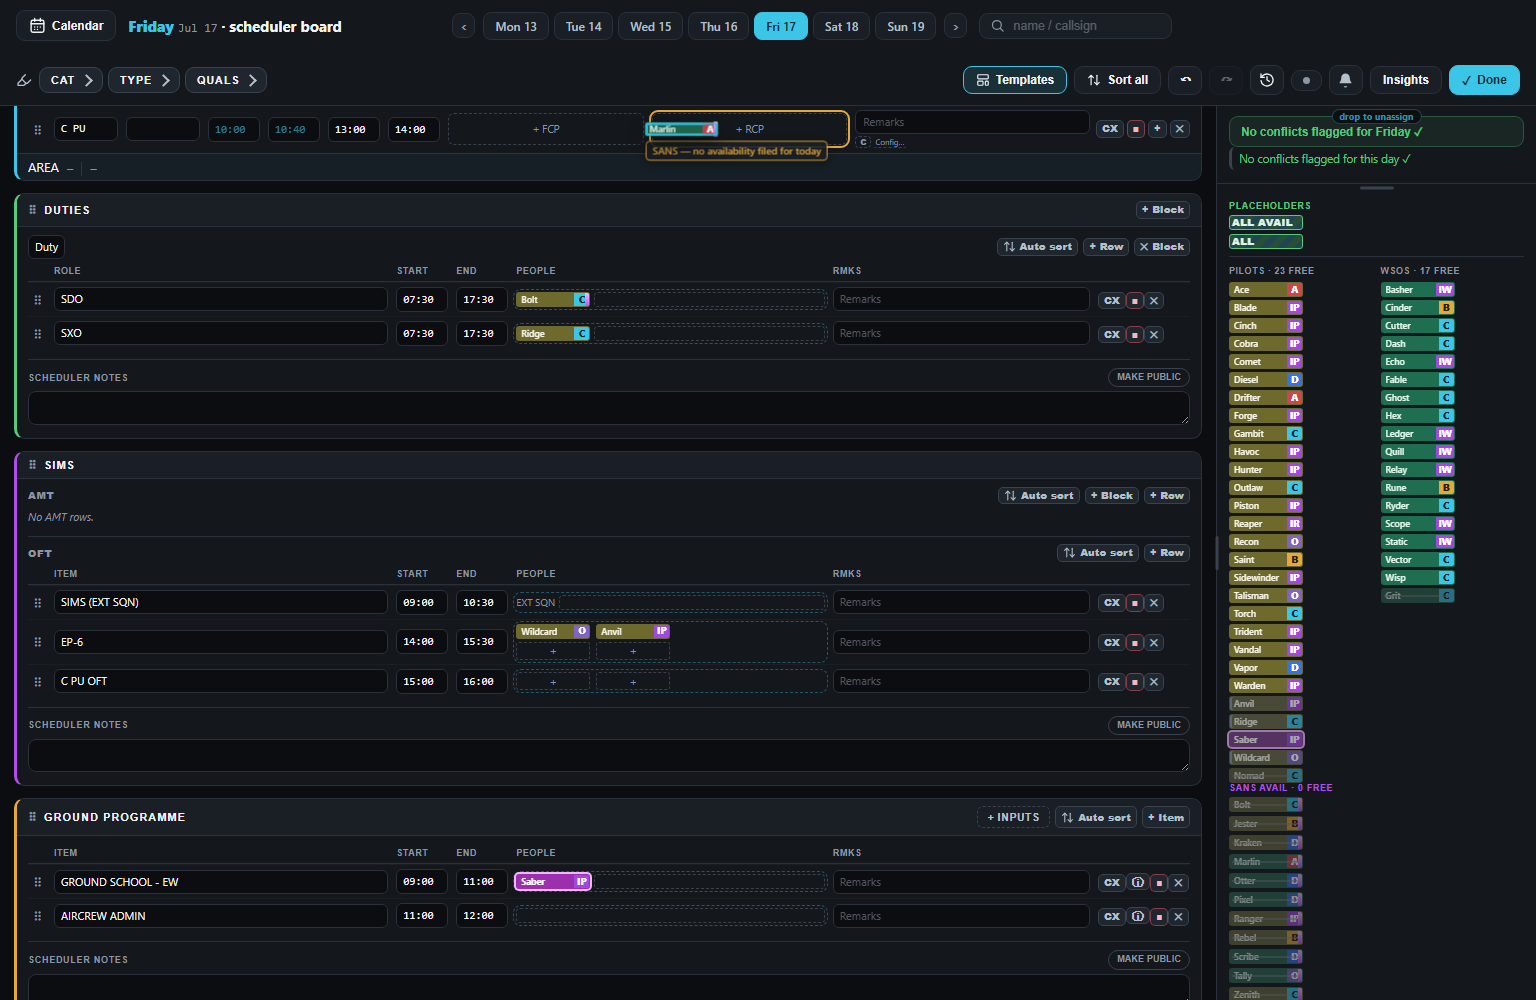 Calendar
Friday Jul 17 · scheduler board
‹ Mon 13 Tue 14 Wed 15 Thu 16 Fri 17 Sat 18 Sun 19 ›
name / callsign
CAT TYPE QUALS
Templates Sort all Insights ✓ Done
C PU 10:00 10:40 13:00 14:00 + FCP Marlin A + RCP Remarks CX + ✕
C Config...
SANS — no availability filed for today
AREA – –
DUTIES + Block
Duty Auto sort + Row ✕ Block
ROLE START END PEOPLE RMKS
SDO 07:30 17:30 Bolt C Remarks CX ✕
SXO 07:30 17:30 Ridge C Remarks CX ✕
SCHEDULER NOTES MAKE PUBLIC
SIMS
AMT Auto sort + Block + Row
No AMT rows.
OFT Auto sort + Row
ITEM START END PEOPLE RMKS
SIMS (EXT SQN) 09:00 10:30 EXT SQN Remarks CX ✕
EP-6 14:00 15:30 Wildcard O Anvil IP + + Remarks CX ✕
C PU OFT 15:00 16:00 + + Remarks CX ✕
SCHEDULER NOTES MAKE PUBLIC
GROUND PROGRAMME + INPUTS Auto sort + Item
ITEM START END PEOPLE RMKS
GROUND SCHOOL - EW 09:00 11:00 Saber IP Remarks CX ✕
AIRCREW ADMIN 11:00 12:00 Remarks CX ✕
SCHEDULER NOTES MAKE PUBLIC
drop to unassign
No conflicts flagged for Friday ✓
No conflicts flagged for this day ✓
PLACEHOLDERS
ALL AVAIL
ALL
PILOTS · 23 FREE
Ace A
Blade IP
Cinch IP
Cobra IP
Comet IP
Diesel D
Drifter A
Forge IP
Gambit C
Havoc IP
Hunter IP
Outlaw C
Piston IP
Reaper IR
Recon O
Saint B
Sidewinder IP
Talisman O
Torch C
Trident IP
Vandal IP
Vapor D
Warden IP
Anvil IP
Ridge C
Saber IP
Wildcard O
Nomad C
WSOS · 17 FREE
Basher IW
Cinder B
Cutter C
Dash C
Echo IW
Fable C
Ghost C
Hex C
Ledger IW
Quill IW
Relay IW
Rune B
Ryder C
Scope IW
Static IW
Vector C
Wisp C
Grit C
SANS AVAIL · 0 FREE
Bolt C
Jester B
Kraken D
Marlin A
Otter D
Pixel D
Ranger IP
Rebel B
Scribe D
Tally O
Zenith C